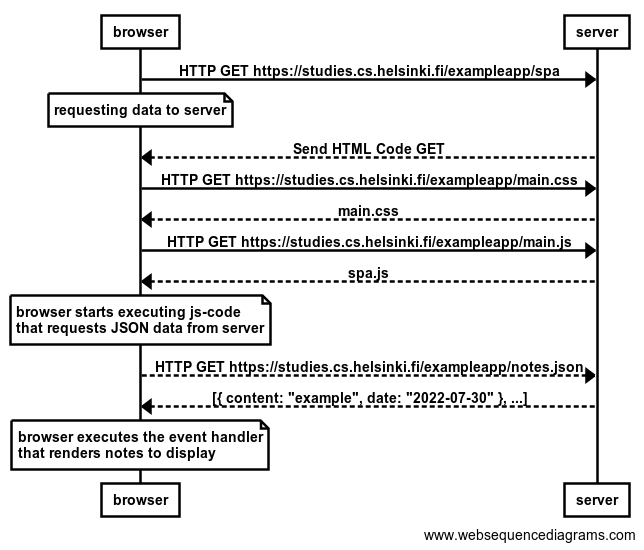 browser server
HTTP GET https://studies.cs.helsinki.fi/exampleapp/spa
requesting data to server
Send HTML Code GET
HTTP GET https://studies.cs.helsinki.fi/exampleapp/main.css
main.css
HTTP GET https://studies.cs.helsinki.fi/exampleapp/main.js
spa.js
browser starts executing js-code
that requests JSON data from server
HTTP GET https://studies.cs.helsinki.fi/exampleapp/notes.json
[{ content: "example", date: "2022-07-30" }, ...]
browser executes the event handler
that renders notes to display
browser server
www.websequencediagrams.com